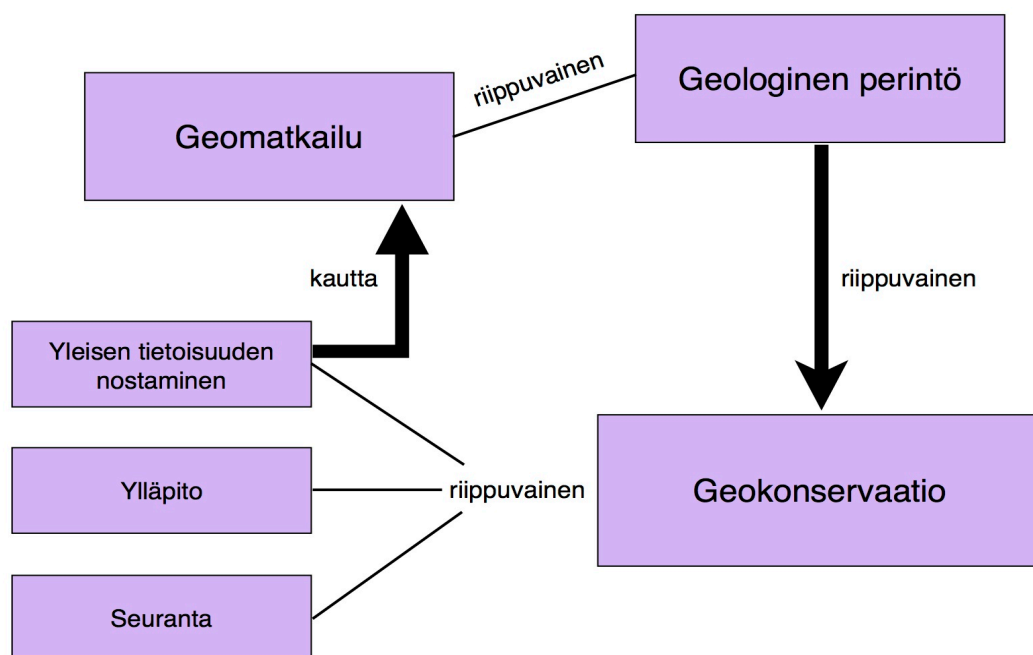 Geologinen perintö
riippuvainen
Geomatkailu
kautta
riippuvainen
Yleisen tietoisuuden
nostaminen
Ylläpito
riippuvainen
Geokonservaatio
Seuranta